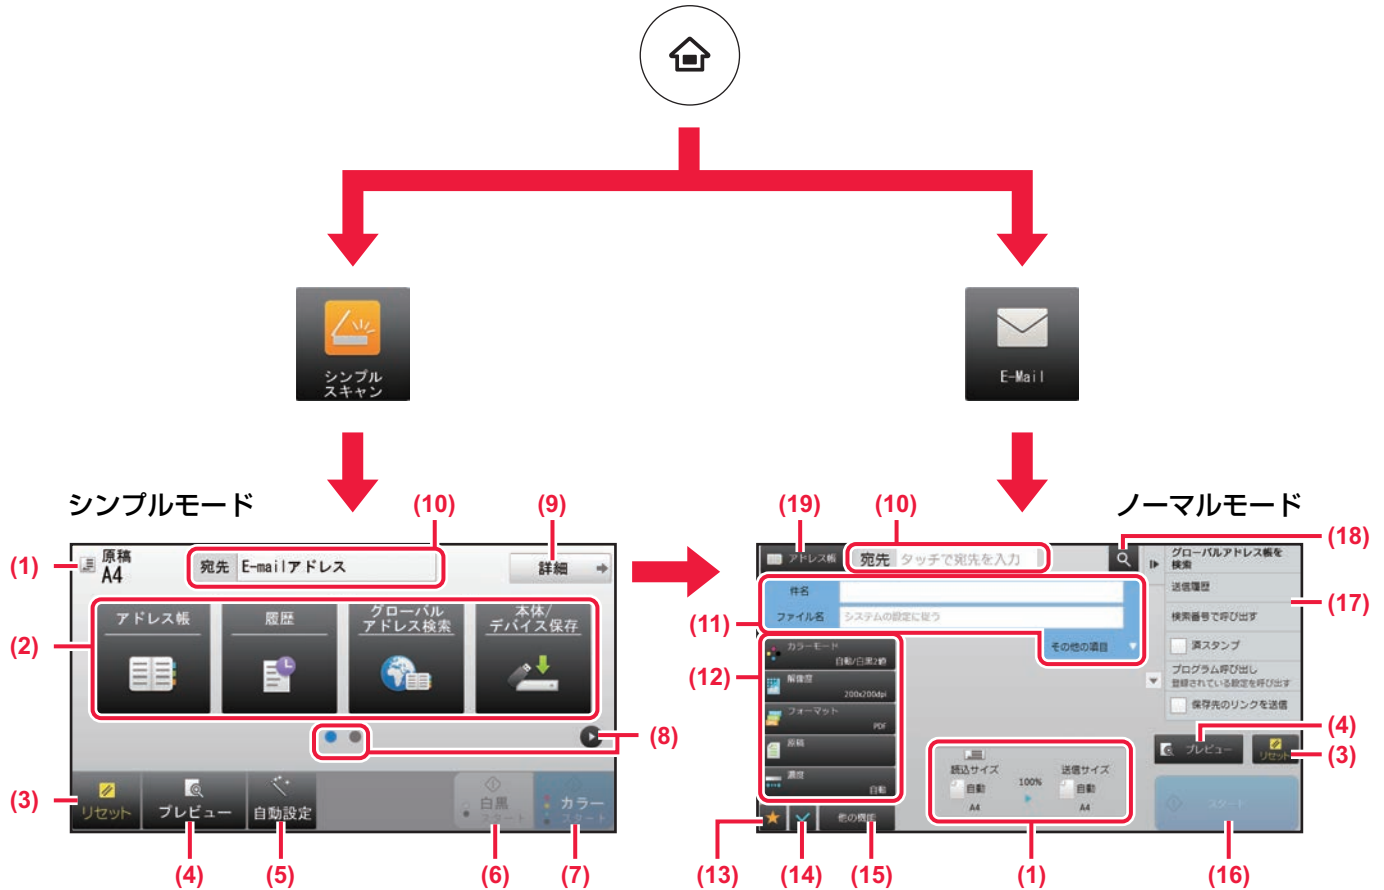 シンプル
スキャン
E-Mail
シンプルモード
(10)
(9)
(1)
原稿
A4
宛先 E-mailアドレス
詳細
(2)
アドレス帳
履歴
グローバル
アドレス検索
本体/
デバイス保存
(8)
(3)
リセット
プレビュー
自動設定
白黒
スタート
カラー
スタート
(4)
(5)
(6)
(7)
ノーマルモード
(19)
(10)
(18)
アドレス帳
宛先 タッチで宛先を入力
グローバルアドレス帳を
検索
件名
送信履歴
(17)
(11)
ファイル名 システムの設定に従う
検索番号で呼び出す
その他の項目
済スタンプ
(12)
カラーモード
自動/白黒2値
プログラム呼び出し
登録されている設定を呼び出す
解像度
200x200dpi
保存先のリンクを送信
フォーマット
PDF
(4)
原稿
プレビュー
リセット
(3)
濃度
自動
読込サイズ
自動
A4
100%
送信サイズ
自動
A4
スタート
他の機能
(13)
(14)
(15)
(1)
(16)